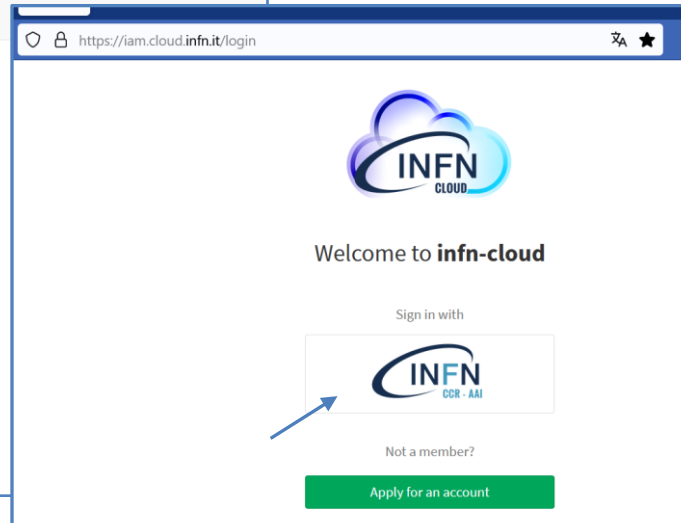 https://iam.cloud.infn.it/login
INFN
CLOUD
Welcome to infn-cloud
Sign in with
INFN
CCR - AAI
Not a member?
Apply for an account